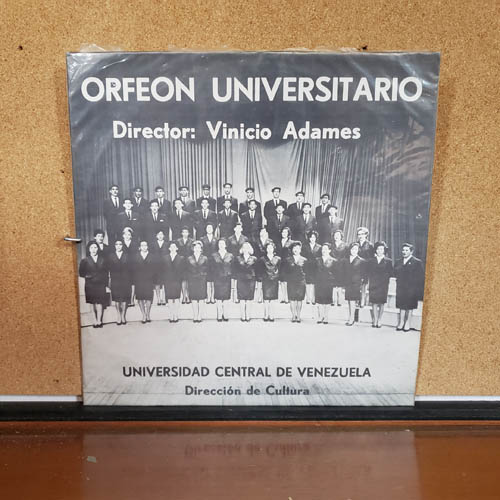 ORFEON UNIVERSITARIO
Director: Vinicio Adames
UNIVERSIDAD CENTRAL DE VENEZUELA
Dirección de Cultura